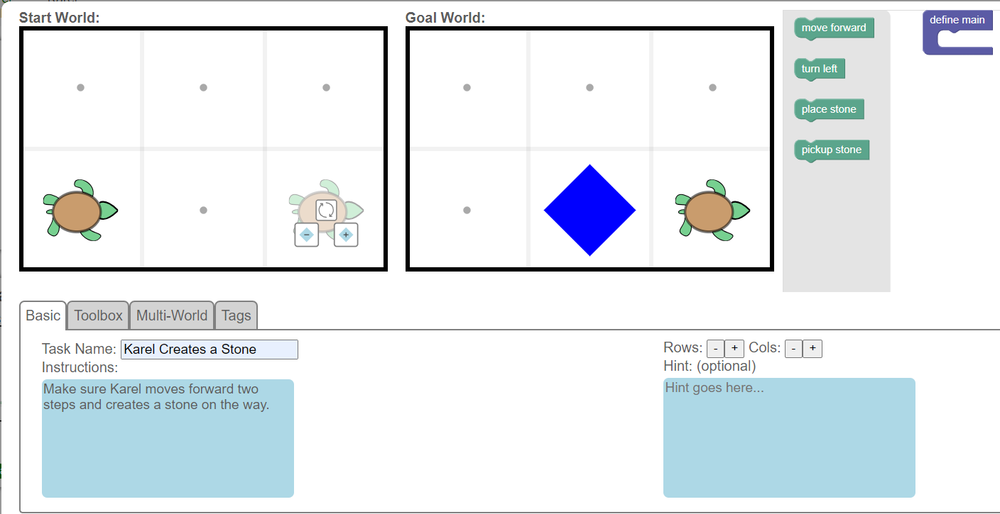 Start World:
Goal World:
move forward
turn left
place stone
pickup stone
define main
−
+
Basic
Toolbox
Multi-World
Tags
Task Name: Karel Creates a Stone
Instructions:
Make sure Karel moves forward two
steps and creates a stone on the way.
Rows: - + Cols: - +
Hint: (optional)
Hint goes here...